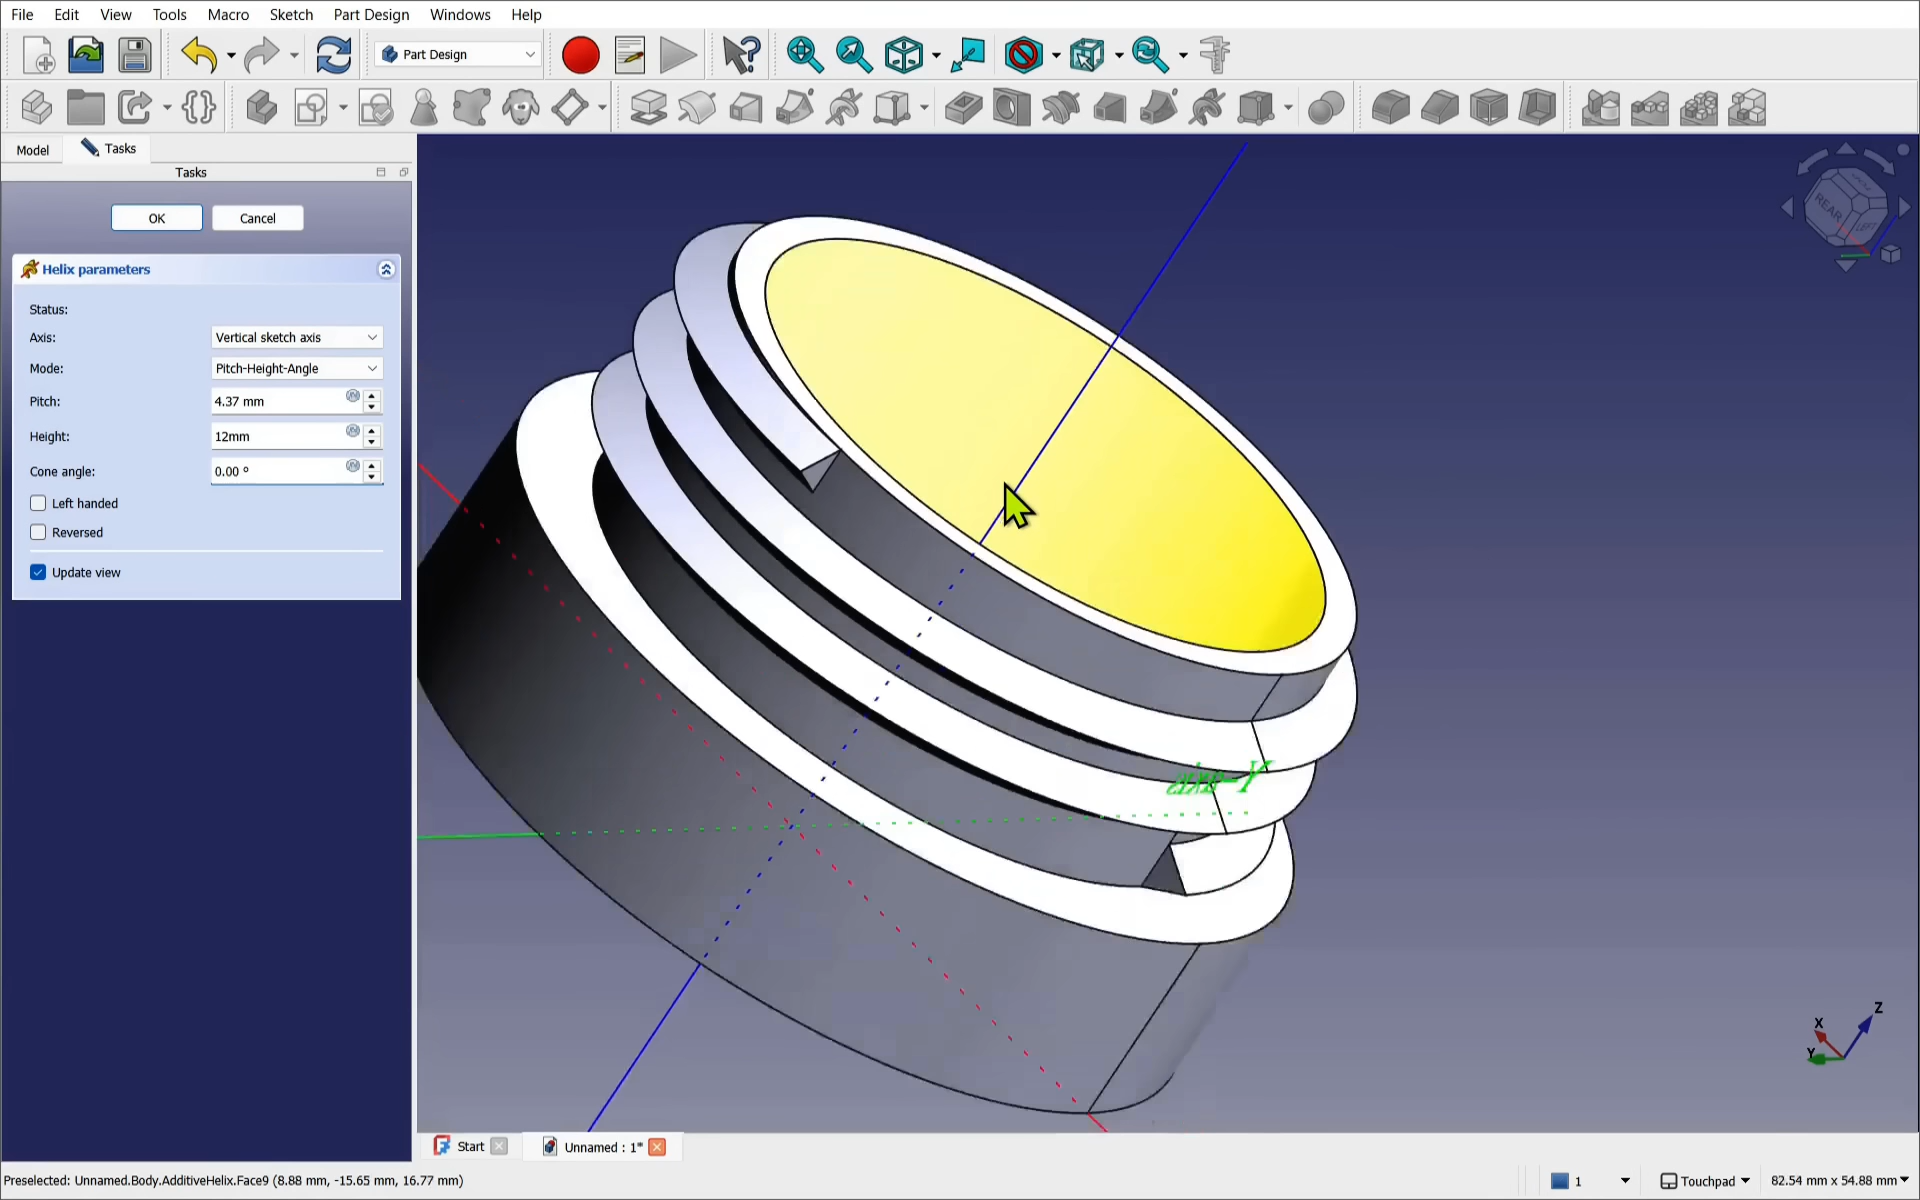 File Edit View Tools Macro Sketch Part Design Windows Help
Part Design
Model Tasks
Tasks
OK Cancel
Helix parameters
Status:
Axis: Vertical sketch axis
Mode: Pitch-Height-Angle
Pitch: 4.37 mm
Height: 12mm
Cone angle: 0.00 °
Left handed
Reversed
Update view
REAR LEFT
Y-axis
Z
X
Y
Start Unnamed : 1*
Preselected: Unnamed.Body.AdditiveHelix.Face9 (8.88 mm, -15.65 mm, 16.77 mm) 1 Touchpad 82.54 mm x 54.88 mm